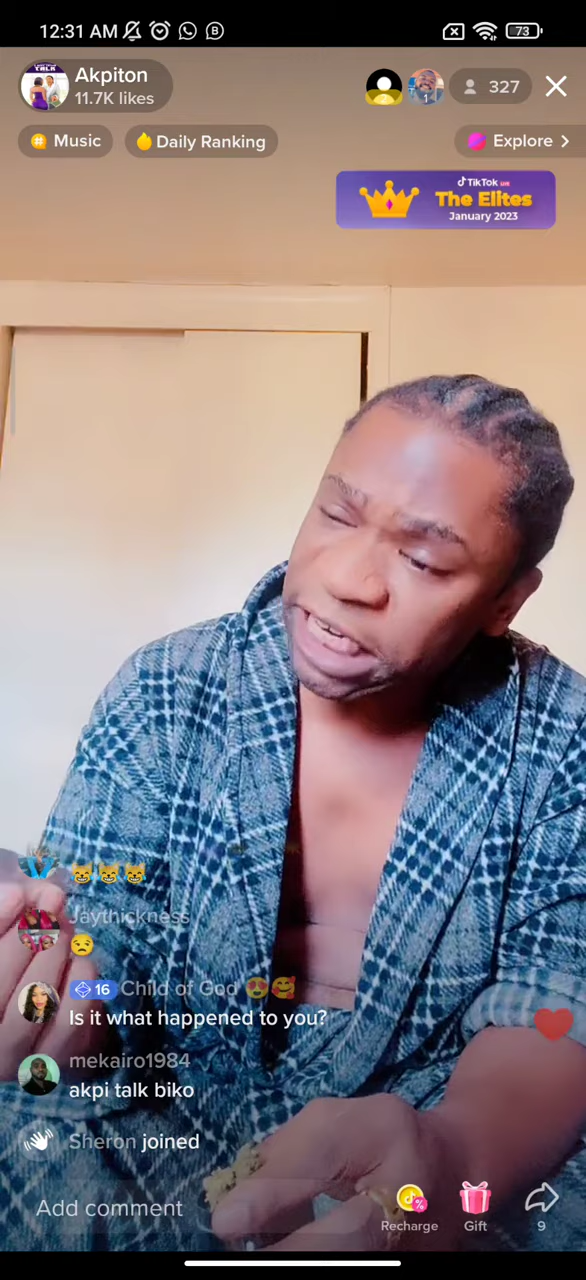 12:31 AM
73
Akpiton
11.7K likes
1
327
Music
Daily Ranking
Explore
TALK
TikTok LIVE
The Elites
January 2023
Jaythickness
16 Child of God
Is it what happened to you?
mekairo1984
akpi talk biko
Sheron joined
Add comment
Recharge
Gift
9